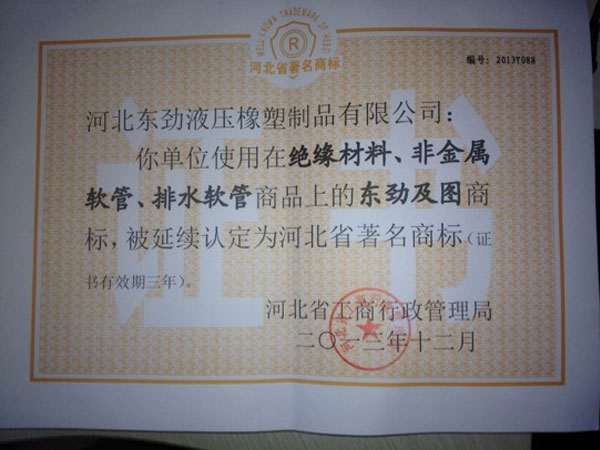 WELL-KNOWN TRADEMARK OF HEBEI
R
河北省著名商标
编号：2013Y088
证书
河北东劲液压橡塑制品有限公司：
你单位使用在绝缘材料、非金属
软管、排水软管商品上的东劲及图商
标，被延续认定为河北省著名商标（证
书有效期三年）。
河北省工商行政管理局
二〇一三年十二月